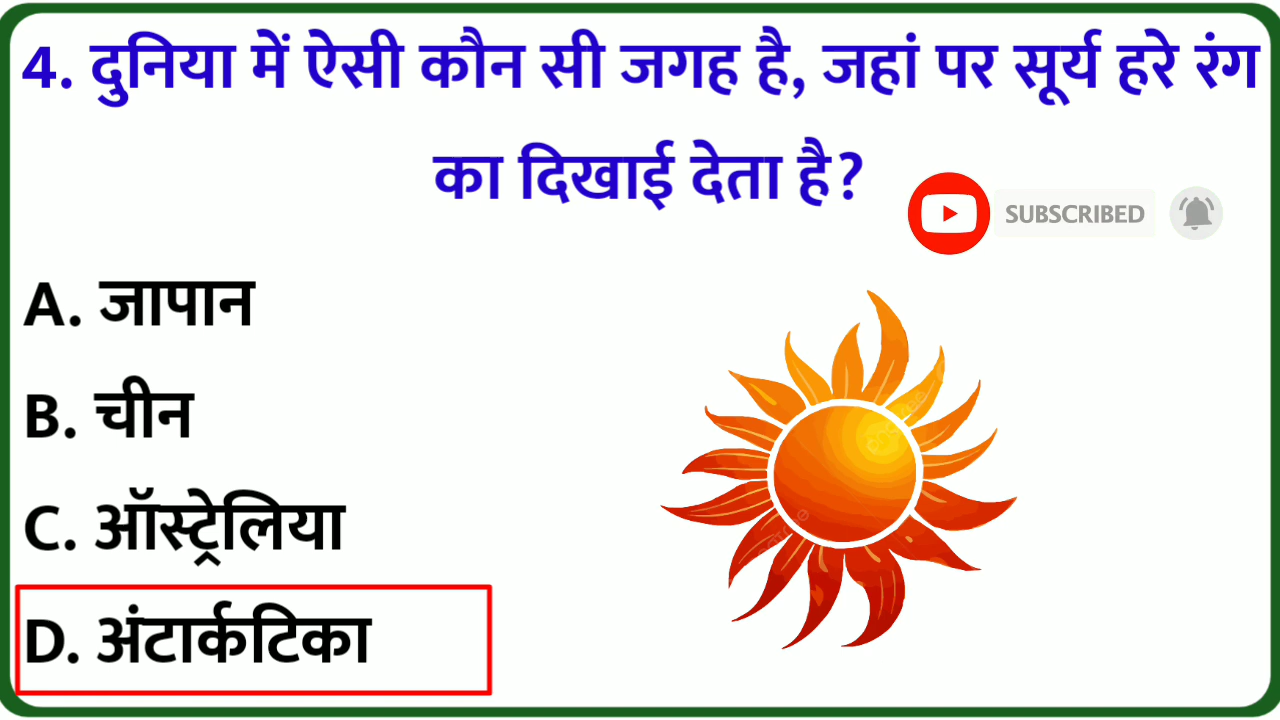 4. दुनिया में ऐसी कौन सी जगह है, जहां पर सूर्य हरे रंग
का दिखाई देता है?
SUBSCRIBED
A. जापान
B. चीन
C. ऑस्ट्रेलिया
D. अंटार्कटिका